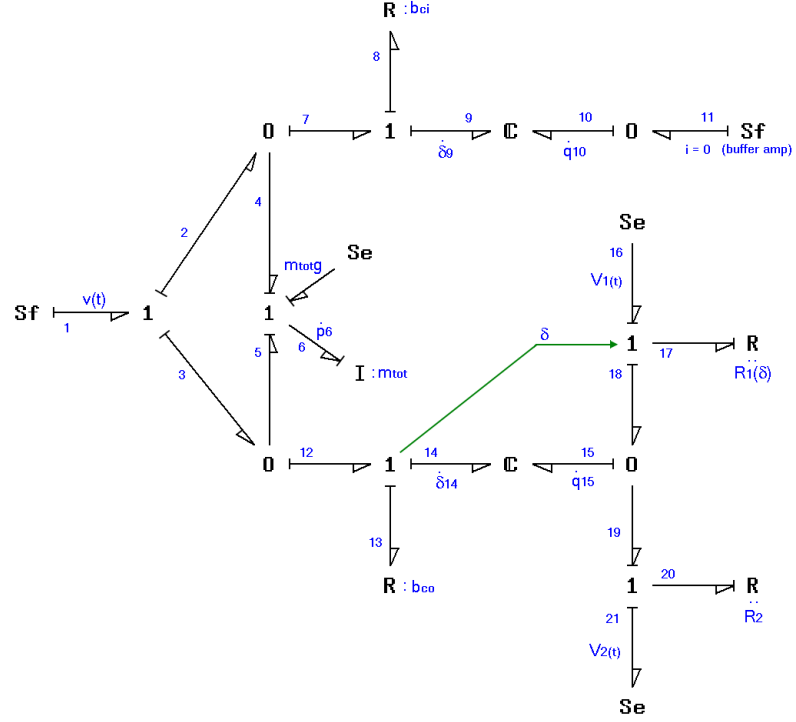 R : bci
8
0 7 1 9 ℂ 10 0 11 Sf
δ̇9 q̇10 i = 0 (buffer amp)
4
2
Se
Se
16
mtotg
V1(t)
v(t)
Sf 1 1
1
ṗ6
6
5
δ
1 R
17
R̈1(δ)
3
I : mtot
18
12 14 15
0 1 ℂ 0
δ̇14 q̇15
13
19
R : bco
20
1 R
R̈2
21
V2(t)
Se